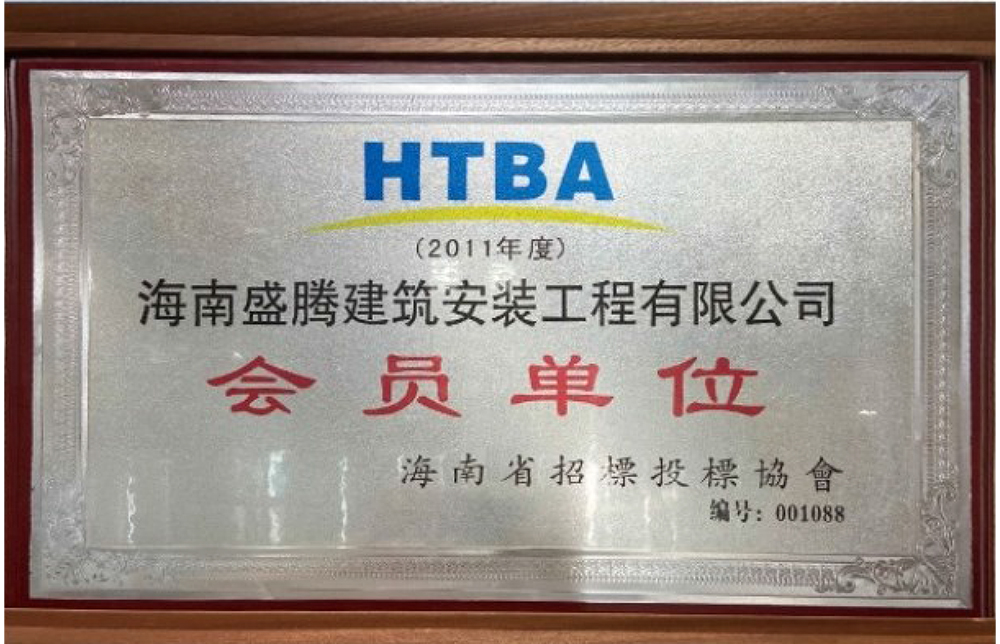 HTBA
(2011年度)
海南盛腾建筑安装工程有限公司
会员单位
海南省招標投標協會
编号：001088